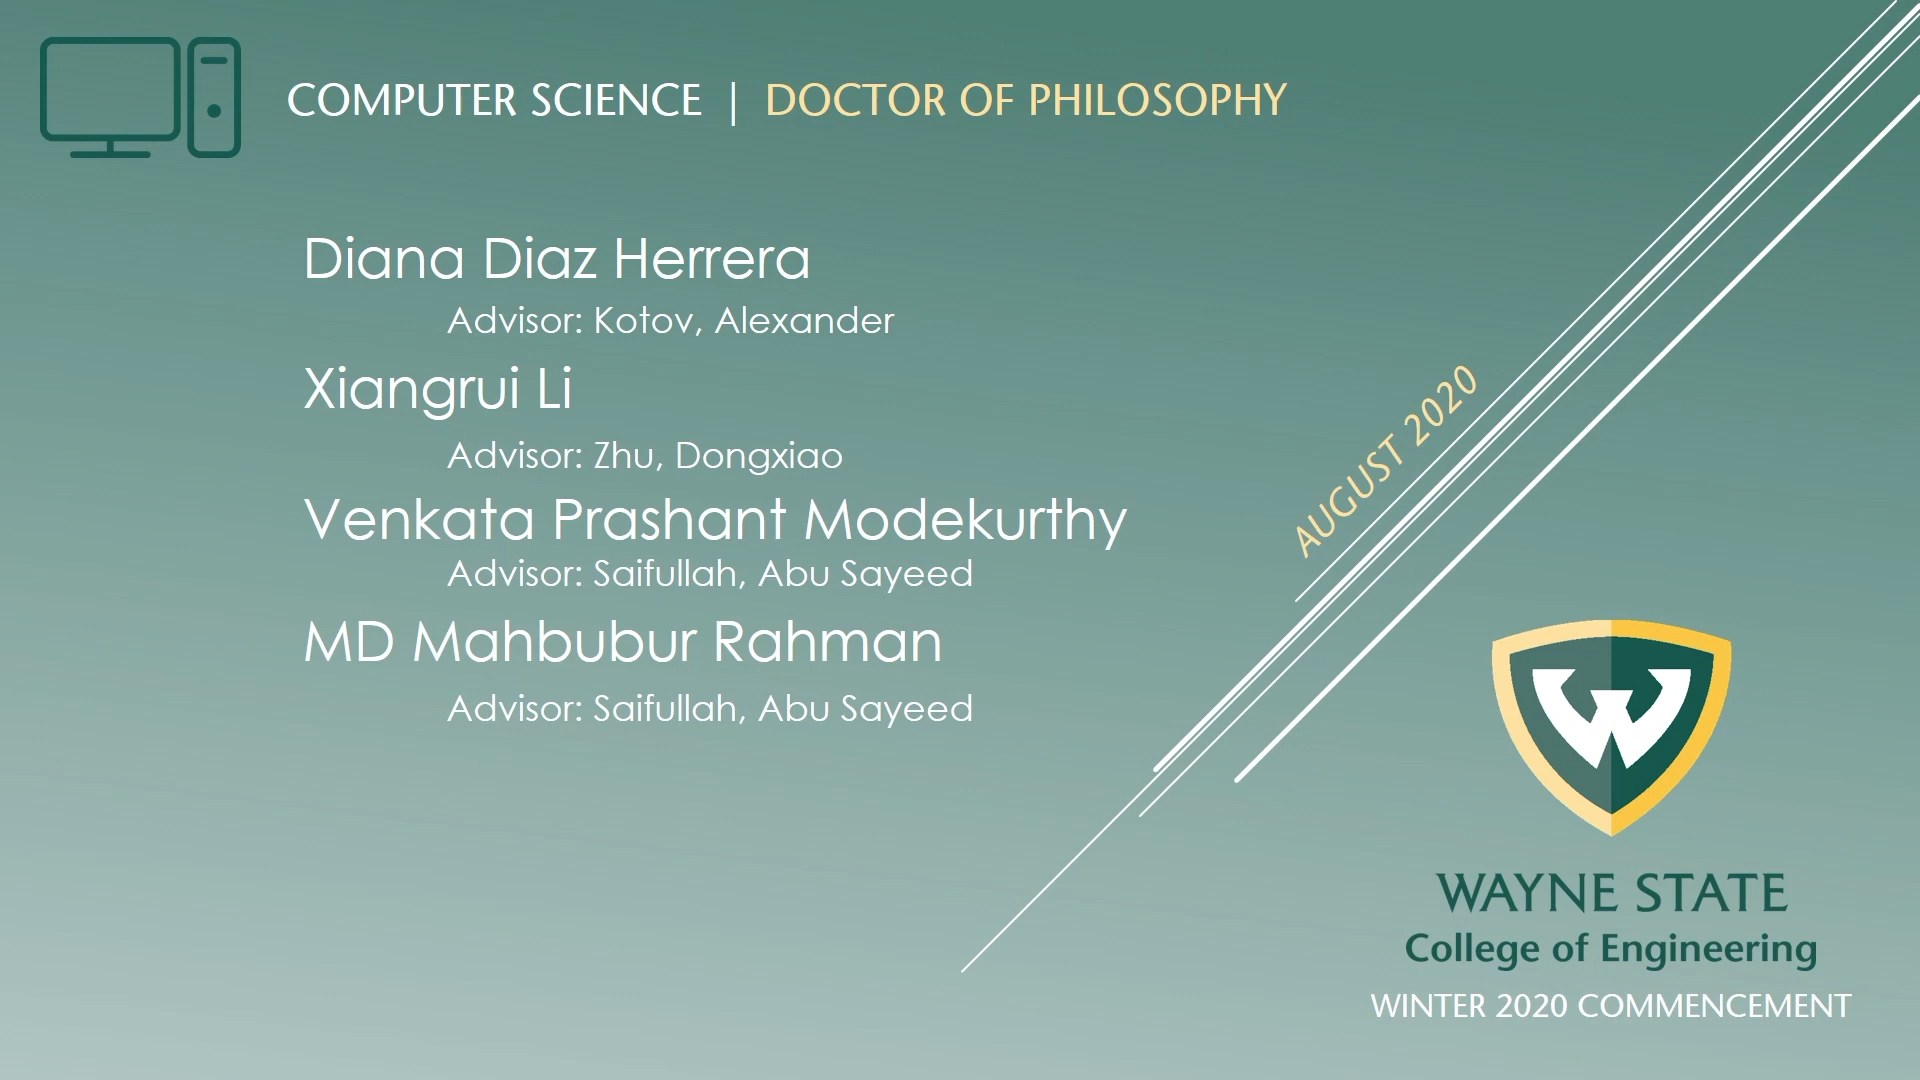 COMPUTER SCIENCE | DOCTOR OF PHILOSOPHY
Diana Diaz Herrera
Advisor: Kotov, Alexander
Xiangrui Li
Advisor: Zhu, Dongxiao
Venkata Prashant Modekurthy
Advisor: Saifullah, Abu Sayeed
MD Mahbubur Rahman
Advisor: Saifullah, Abu Sayeed
AUGUST 2020
W
WAYNE STATE
College of Engineering
WINTER 2020 COMMENCEMENT